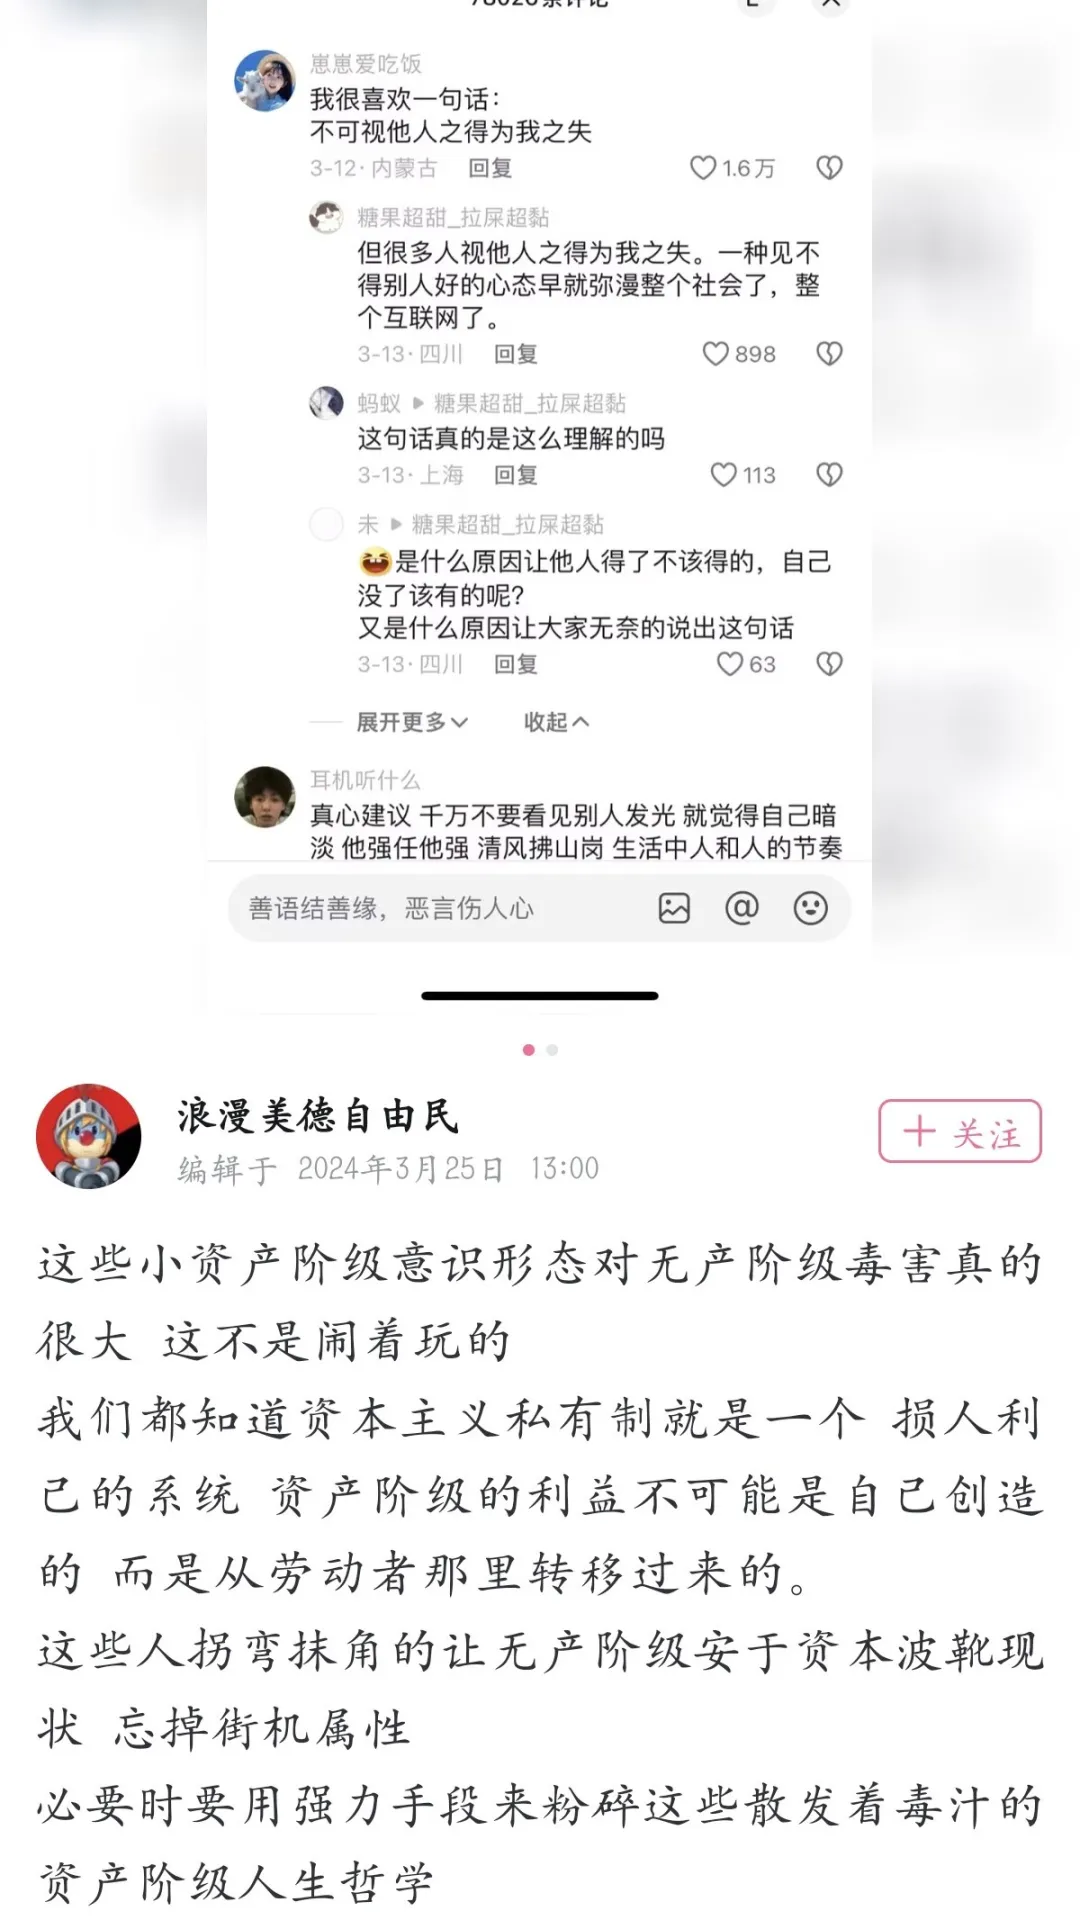 崽崽爱吃饭
我很喜欢一句话：
不可视他人之得为我之失
3-12·内蒙古 回复 1.6万
糖果超甜_拉屎超黏
但很多人视他人之得为我之失。一种见不
得别人好的心态早就弥漫整个社会了，整
个互联网了。
3-13·四川 回复 898
蚂蚁 ▶ 糖果超甜_拉屎超黏
这句话真的是这么理解的吗
3-13·上海 回复 113
未 ▶ 糖果超甜_拉屎超黏
😆是什么原因让他人得了不该得的，自己
没了该有的呢?
又是什么原因让大家无奈的说出这句话
3-13·四川 回复 63
展开更多 收起
耳机听什么
真心建议 千万不要看见别人发光 就觉得自己暗
淡 他强任他强 清风拂山岗 生活中人和人的节奏
善语结善缘，恶言伤人心
浪漫美德自由民
编辑于 2024年3月25日 13:00
＋ 关注
这些小资产阶级意识形态对无产阶级毒害真的
很大 这不是闹着玩的
我们都知道资本主义私有制就是一个 损人利
己的系统 资产阶级的利益不可能是自己创造
的 而是从劳动者那里转移过来的。
这些人拐弯抹角的让无产阶级安于资本波靴现
状 忘掉街机属性
必要时要用强力手段来粉碎这些散发着毒汁的
资产阶级人生哲学